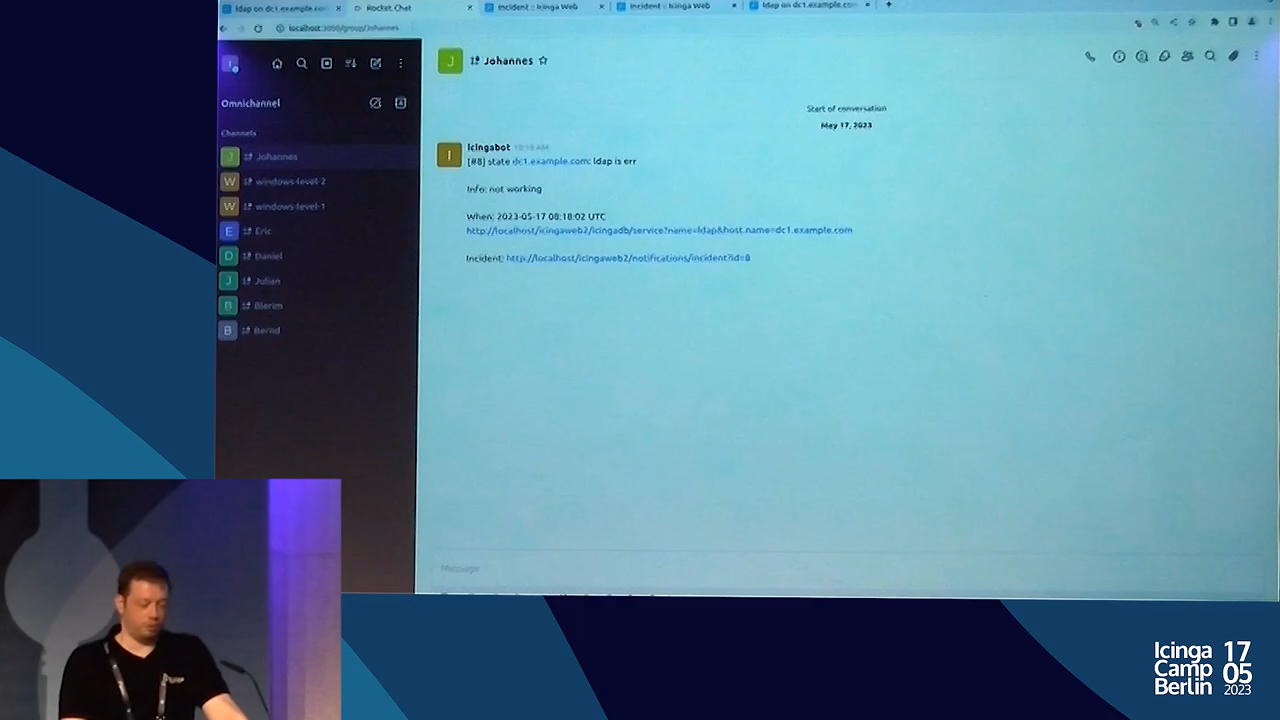 ldap on dc1.example.com
Rocket.Chat
Incident :: Icinga Web
Incident :: Icinga Web
ldap on dc1.example.com
localhost:3000/group/Johannes
J Johannes
Omnichannel
Channels
J Johannes
W windows-level-2
W windows-level-1
E Eric
D Daniel
J Julian
B Blerim
B Bernd
Start of conversation
May 17, 2023
I Icingabot 10:18 AM
[#8] state dc1.example.com: ldap is err
Info: not working
When: 2023-05-17 08:18:02 UTC
http://localhost/icingaweb2/icingadb/service?name=ldap&host.name=dc1.example.com
Incident: http://localhost/icingaweb2/notifications/incident?id=8
Message
Icinga 17
Camp 05
Berlin 2023